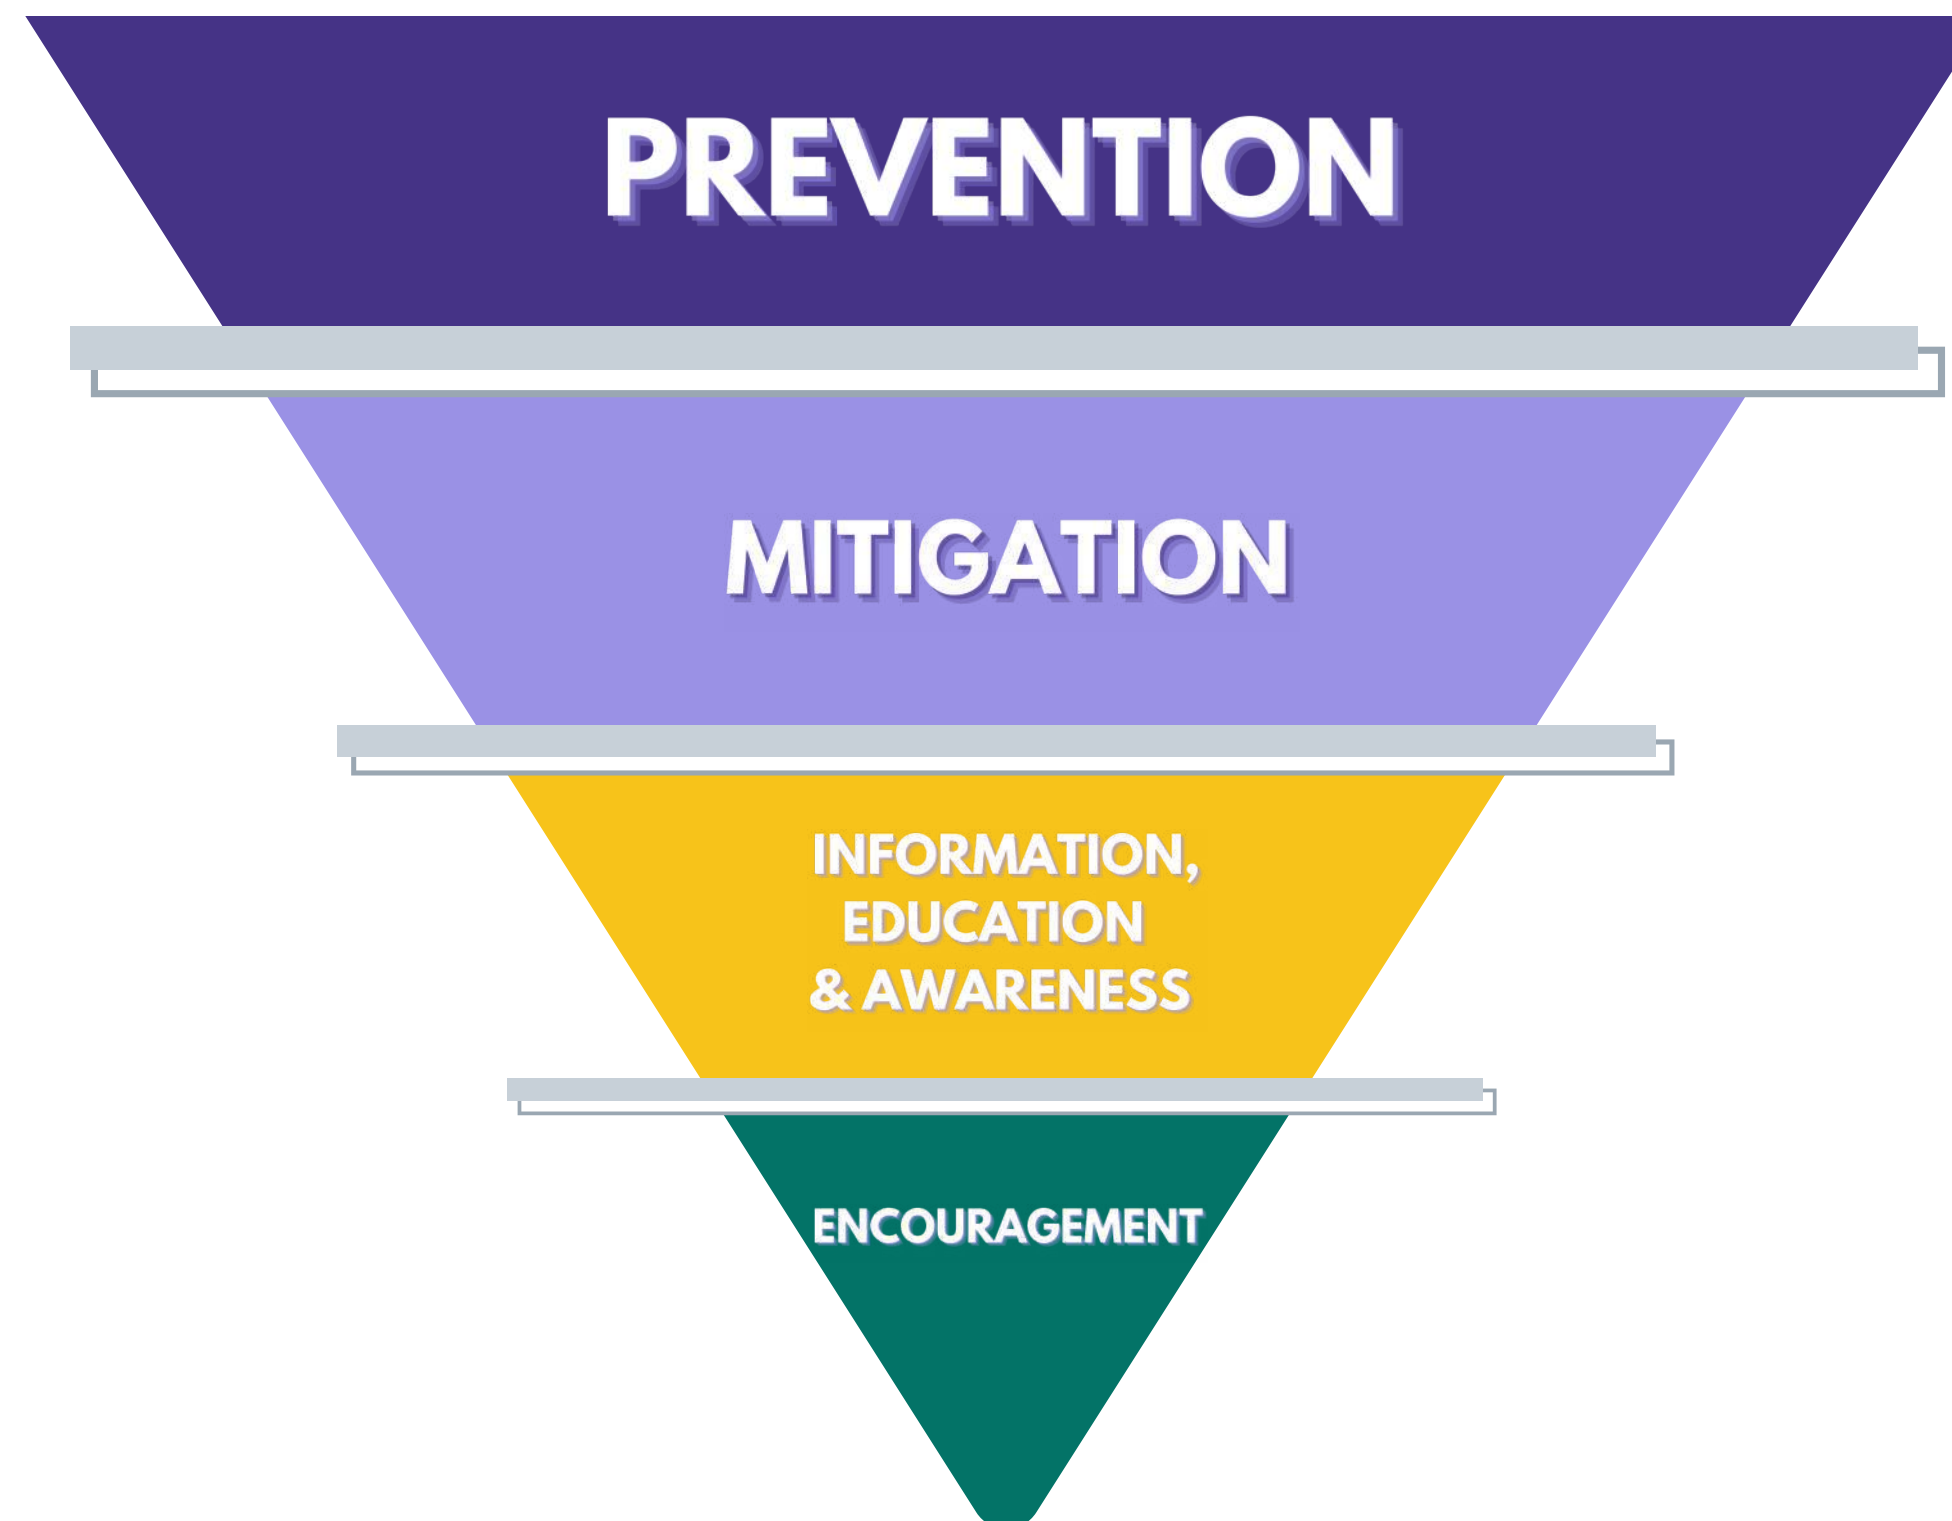 PREVENTION
MITIGATION
INFORMATION,
EDUCATION
& AWARENESS
ENCOURAGEMENT